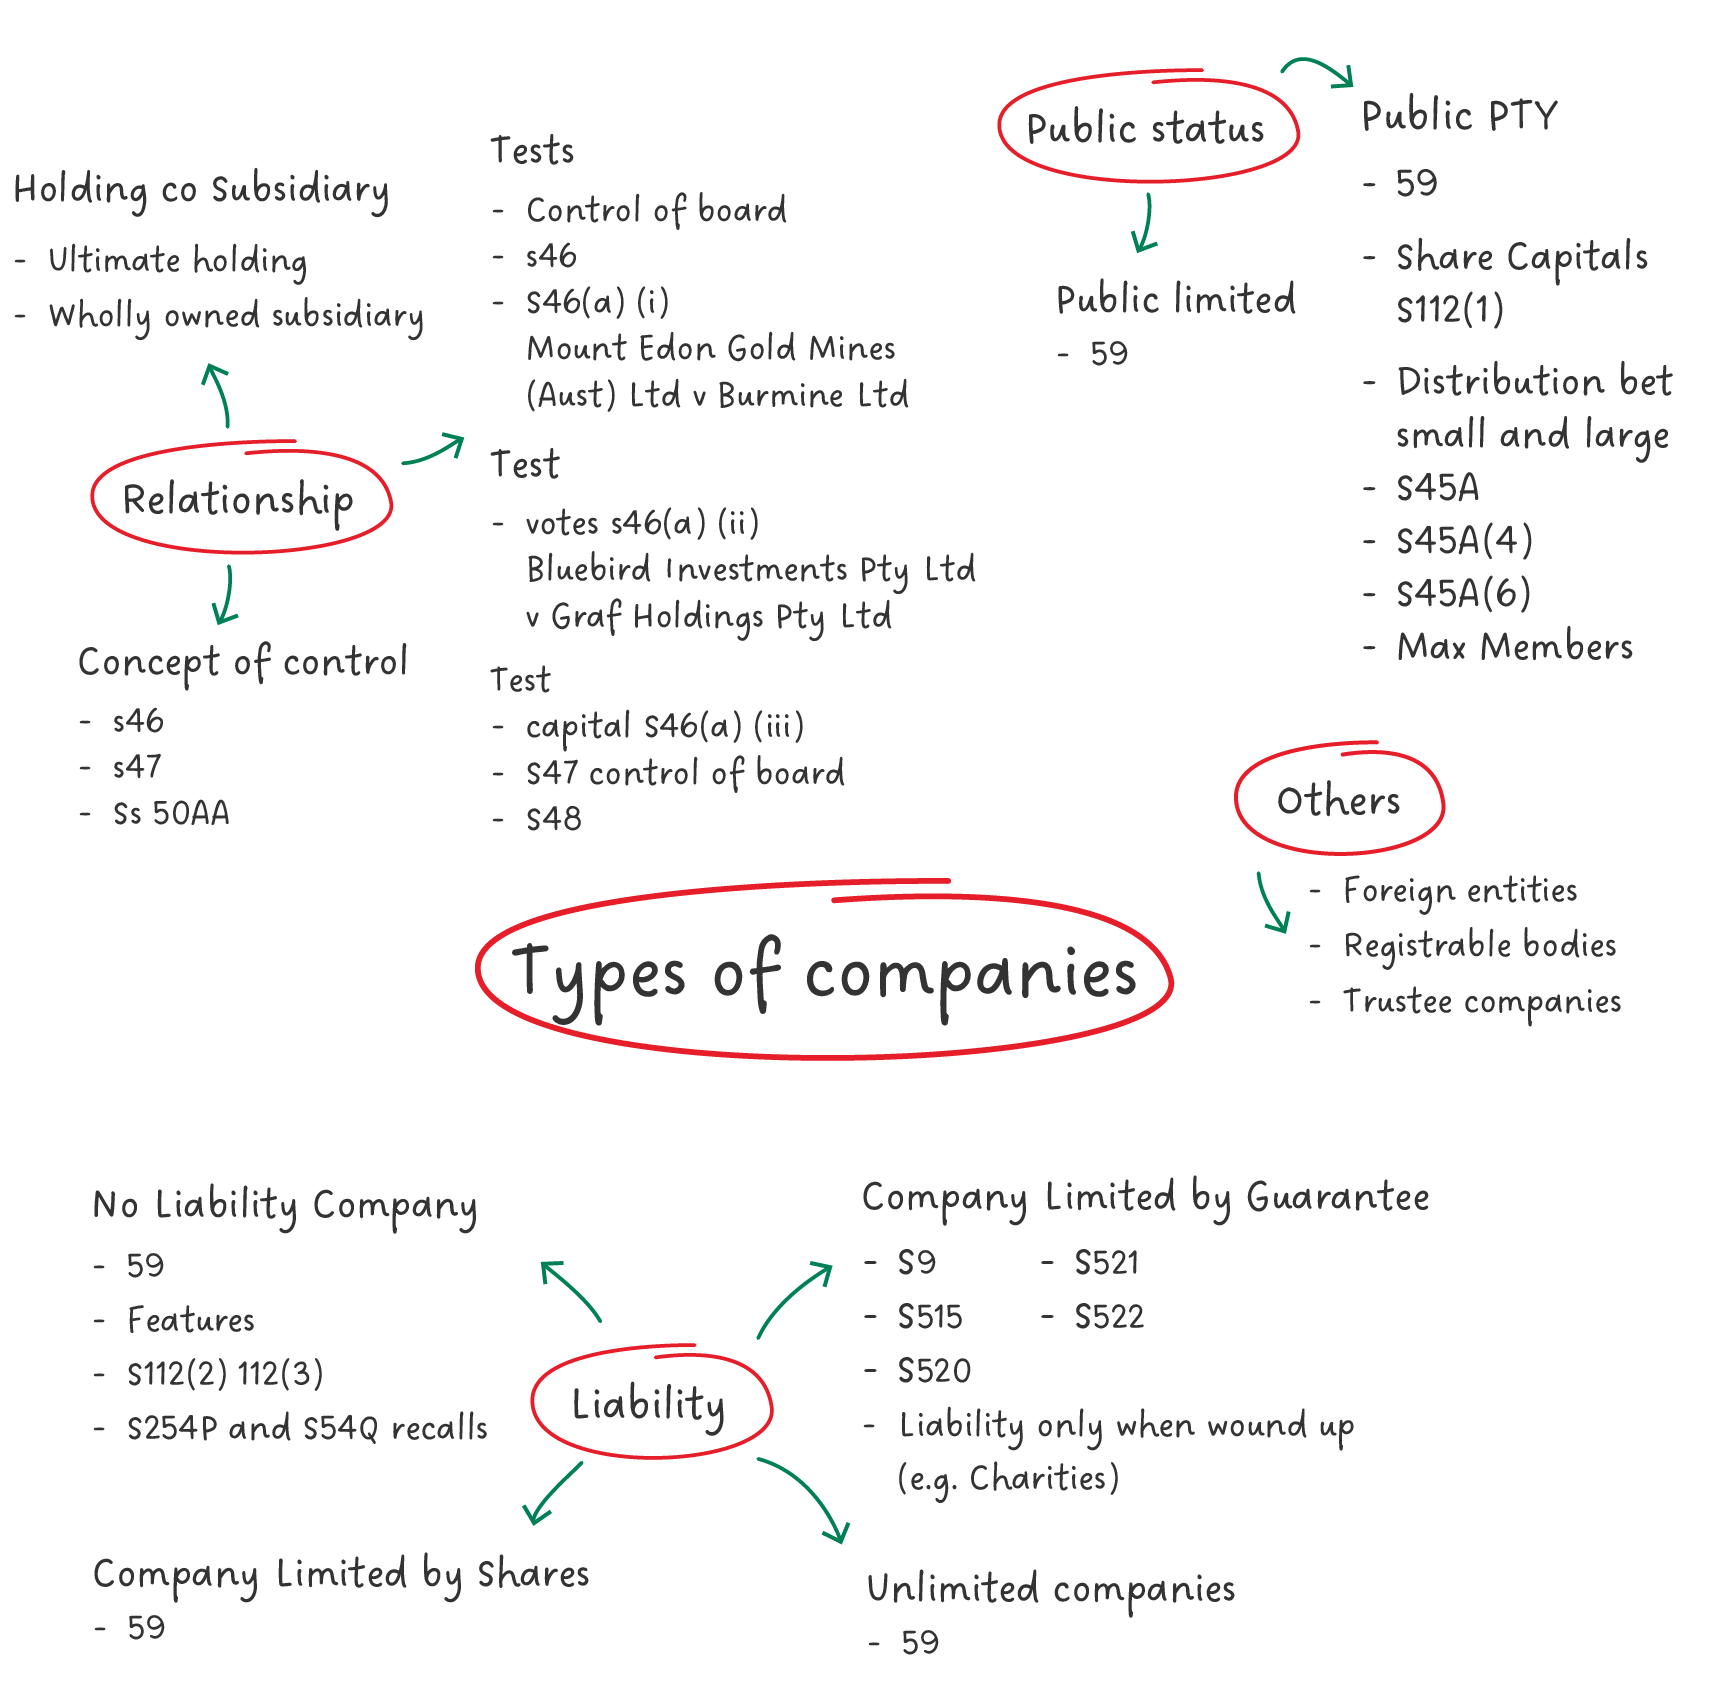 Holding co Subsidiary
- Ultimate holding
- Wholly owned subsidiary
Relationship
Concept of control
- s46
- s47
- Ss 50AA
Tests
- Control of board
- s46
- S46(a) (i)
Mount Edon Gold Mines
(Aust) Ltd v Burmine Ltd
Test
- votes s46(a) (ii)
Bluebird Investments Pty Ltd
v Graf Holdings Pty Ltd
Test
- capital S46(a) (iii)
- S47 control of board
- S48
Public status
Public limited
- 59
Public PTY
- 59
- Share Capitals
S112(1)
- Distribution bet
small and large
- S45A
- S45A(4)
- S45A(6)
- Max Members
Others
- Foreign entities
- Registrable bodies
- Trustee companies
Types of companies
No Liability Company
- 59
- Features
- S112(2) 112(3)
- S254P and S54Q recalls
Liability
Company Limited by Guarantee
- S9
- S515
- S520
- S521
- S522
- Liability only when wound up
(e.g. Charities)
Company Limited by Shares
- 59
Unlimited companies
- 59